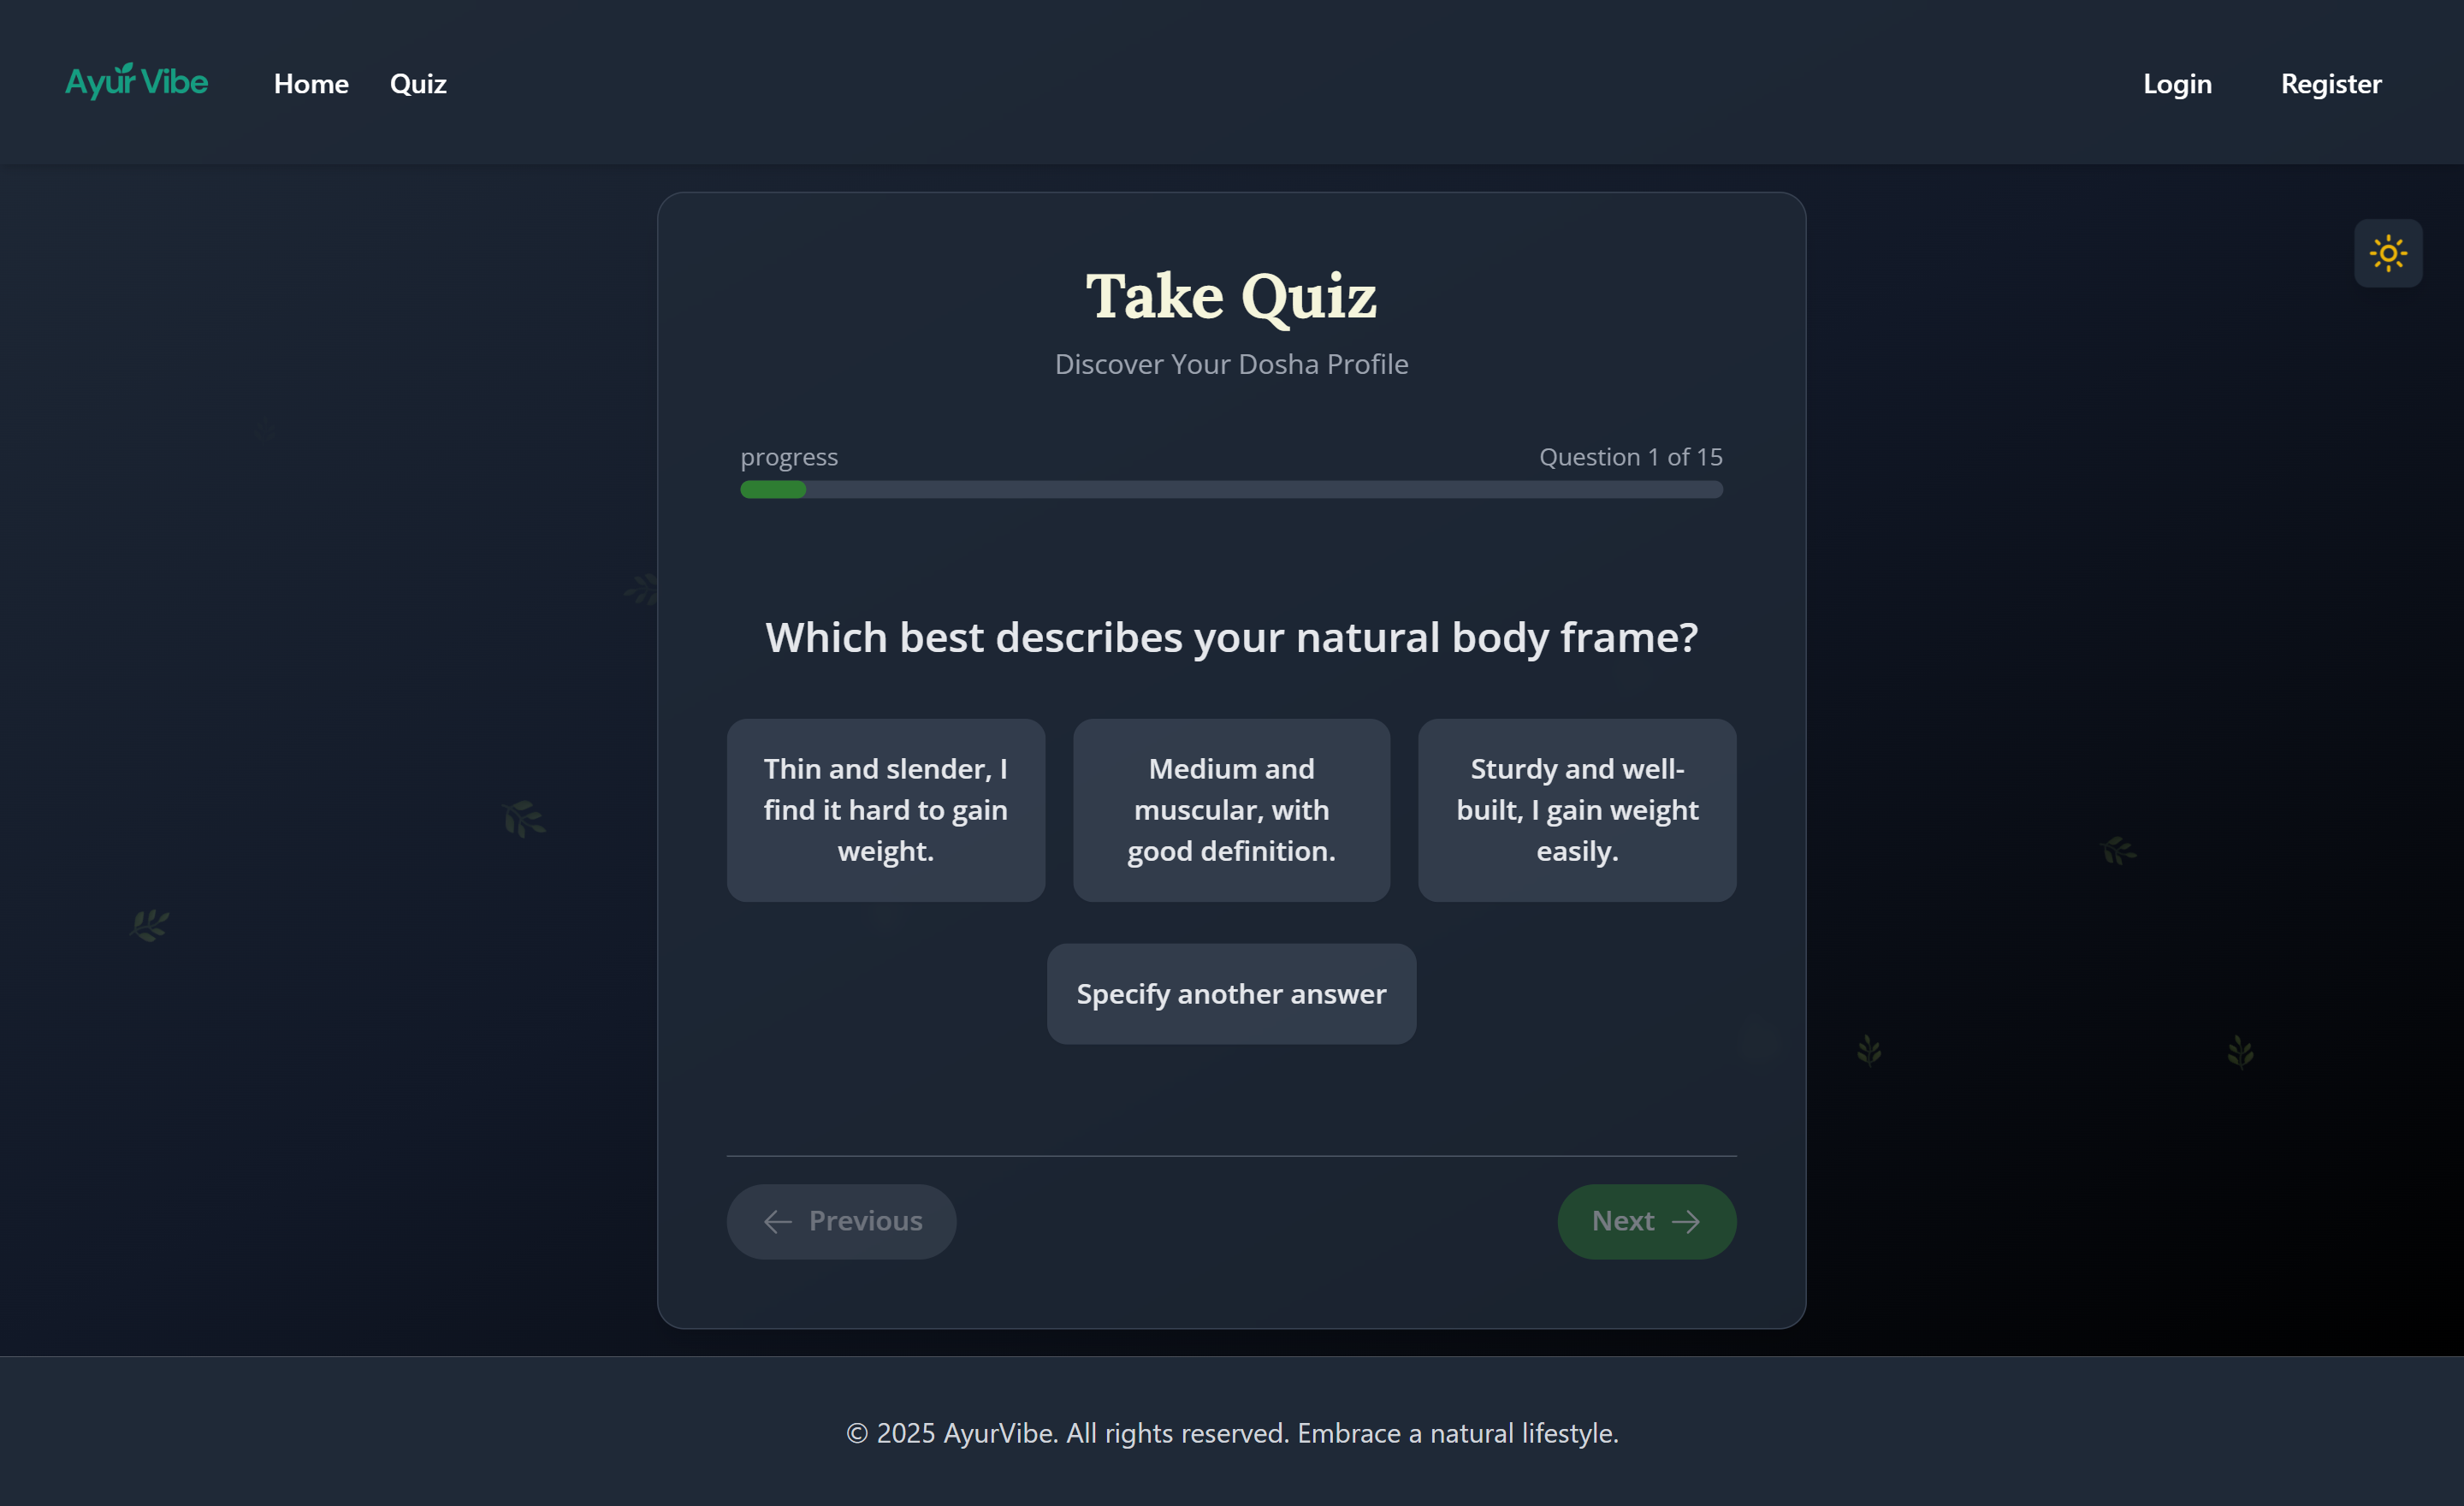 Ayur Vibe
Home
Quiz
Login
Register
Take Quiz
Discover Your Dosha Profile
progress
Question 1 of 15
Which best describes your natural body frame?
Thin and slender, I
find it hard to gain
weight.
Medium and
muscular, with
good definition.
Sturdy and well-
built, I gain weight
easily.
Specify another answer
Previous
Next
© 2025 AyurVibe. All rights reserved. Embrace a natural lifestyle.